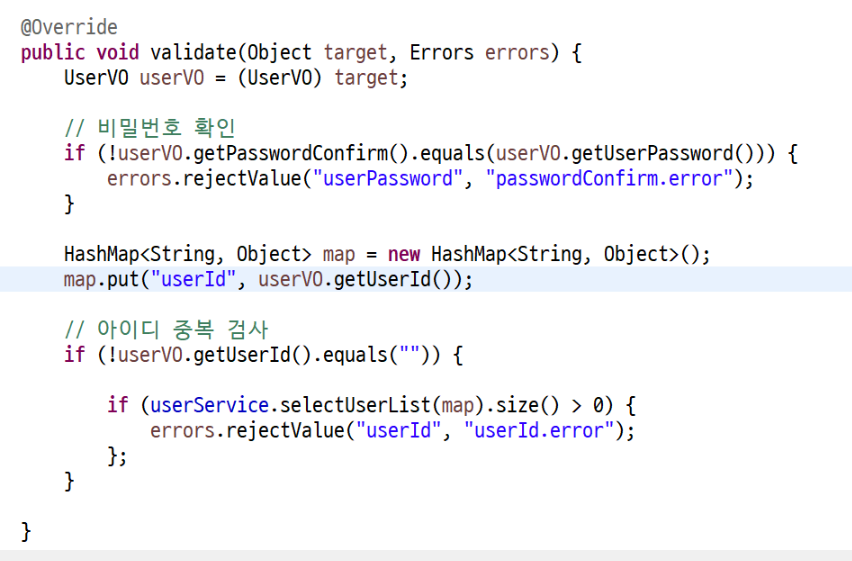 @Override
public void validate(Object target, Errors errors) {
    UserVO userVO = (UserVO) target;
    // 비밀번호 확인
    if (!userVO.getPasswordConfirm().equals(userVO.getUserPassword())) {
        errors.rejectValue("userPassword", "passwordConfirm.error");
    }
    HashMap<String, Object> map = new HashMap<String, Object>();
    map.put("userId", userVO.getUserId());
    // 아이디 중복 검사
    if (!userVO.getUserId().equals("")) {
        if (userService.selectUserList(map).size() > 0) {
            errors.rejectValue("userId", "userId.error");
        };
    }
}